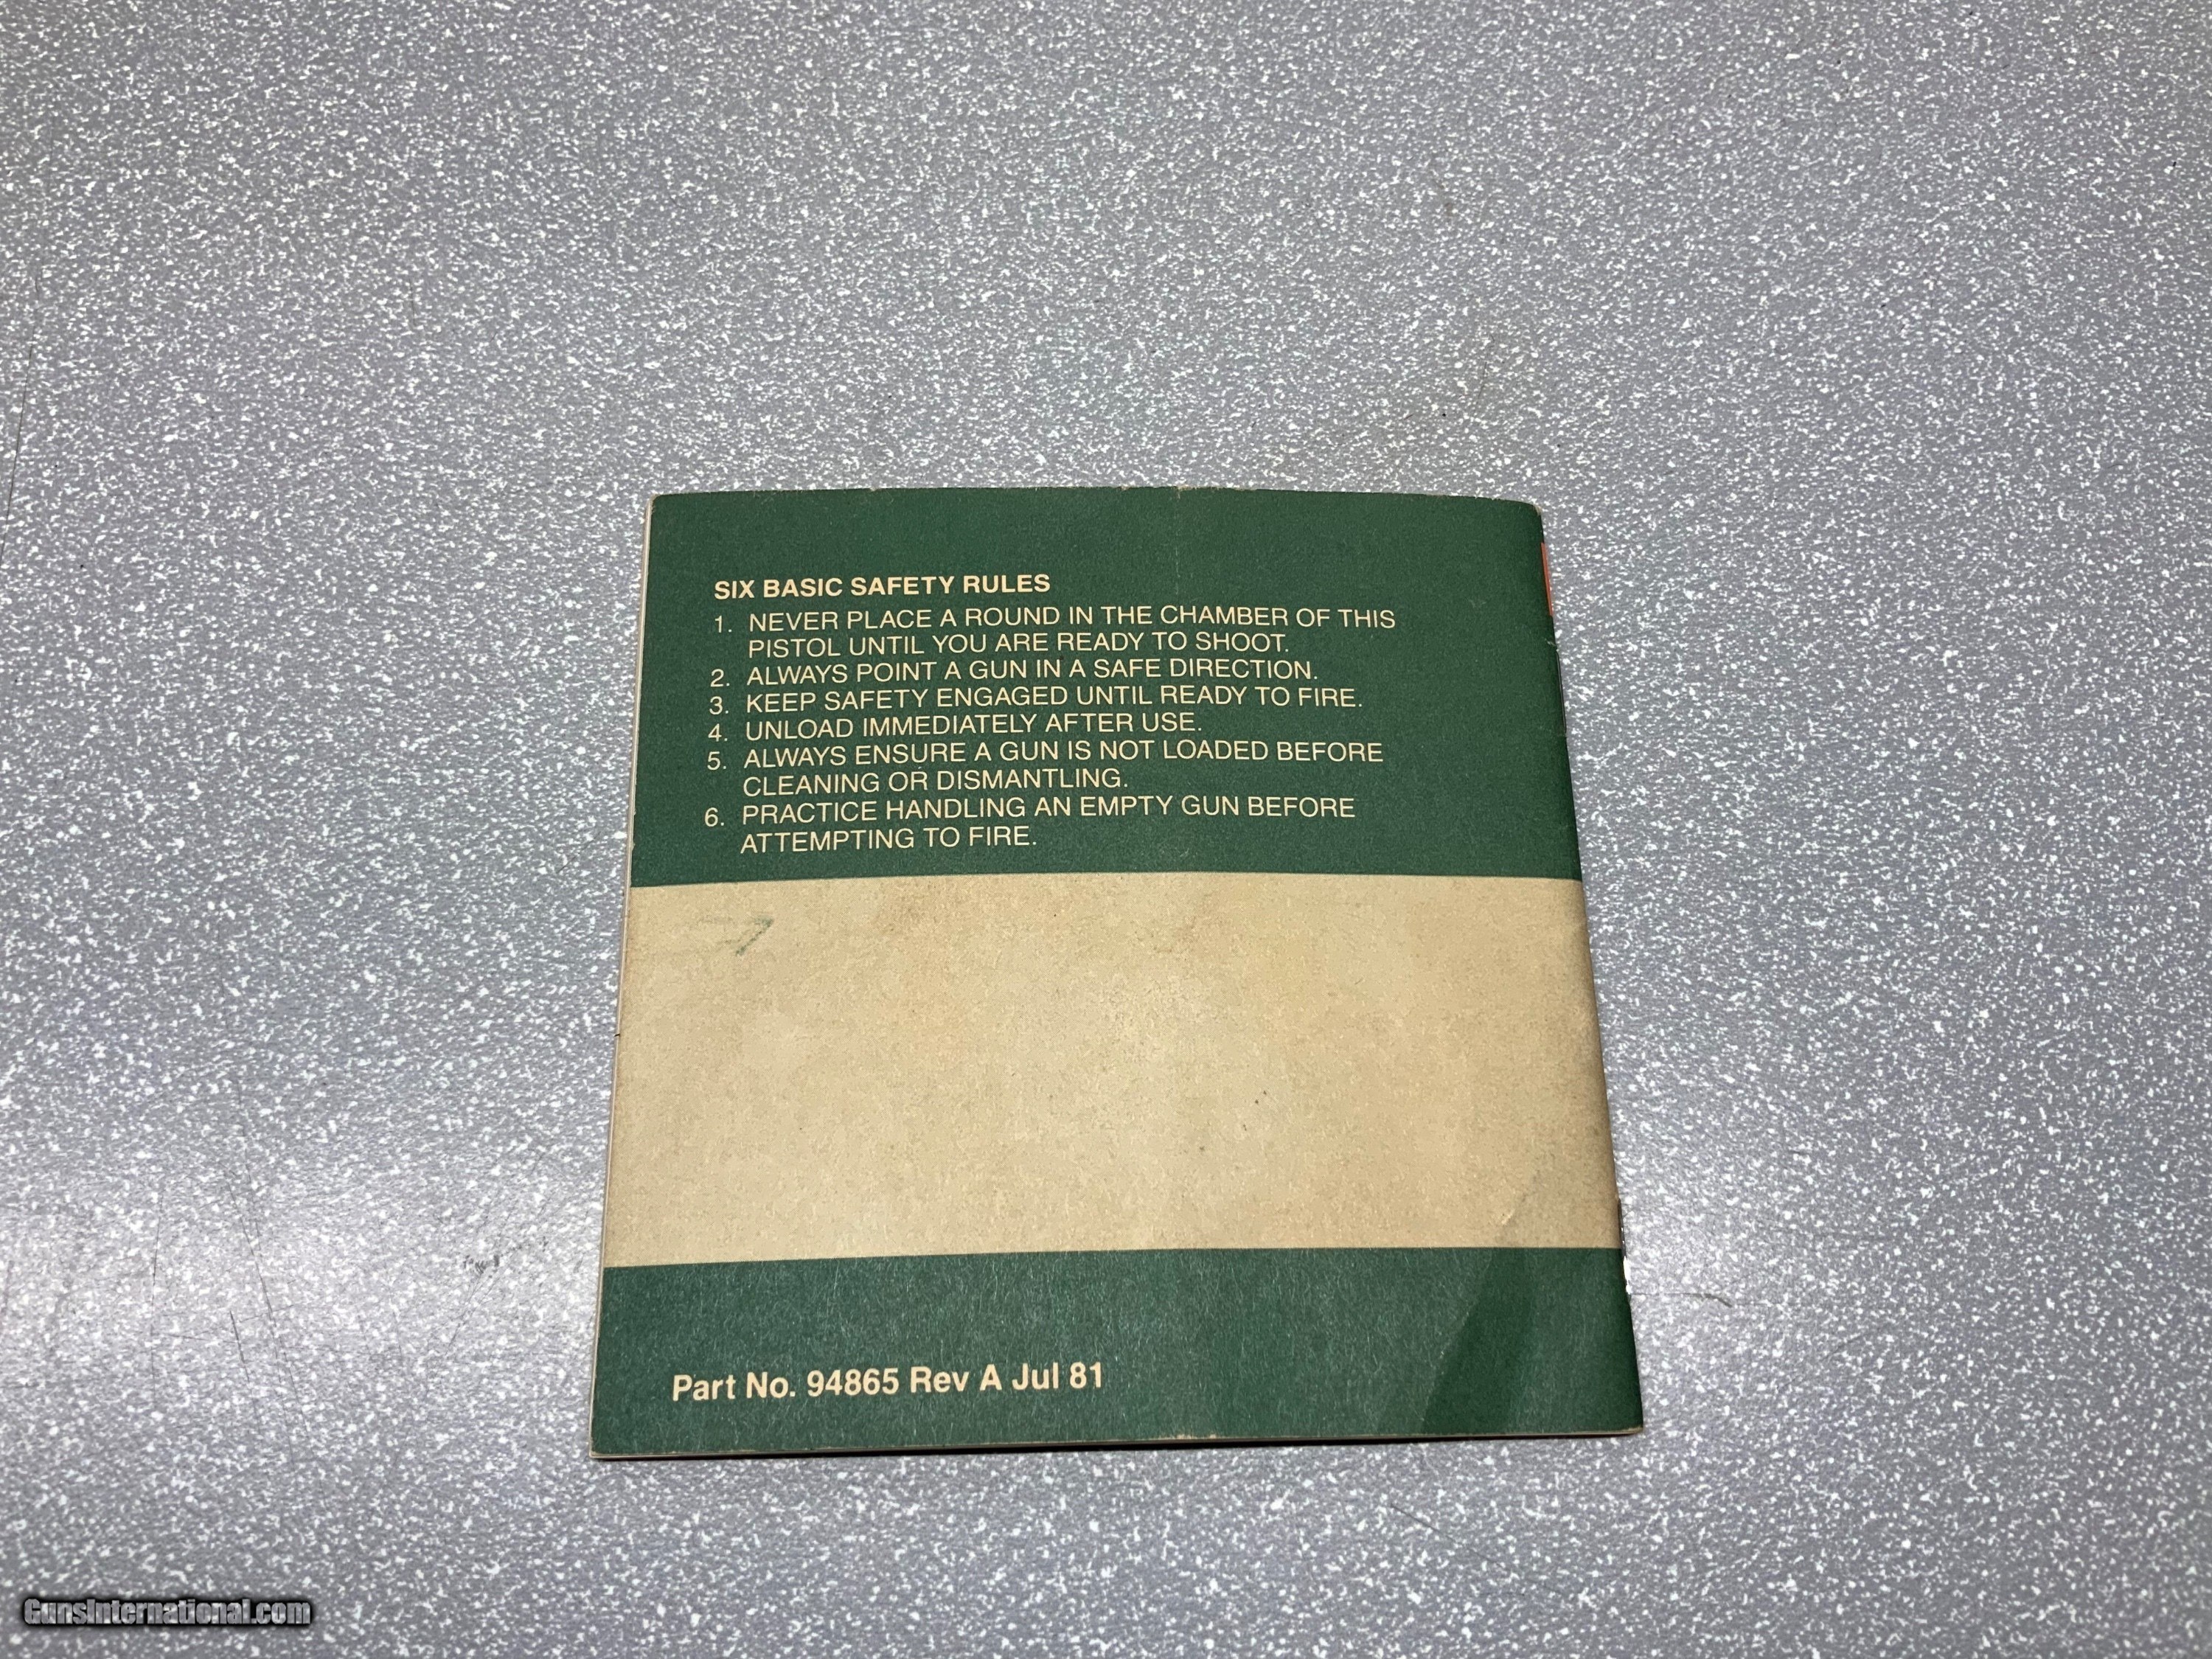 SIX BASIC SAFETY RULES
1. NEVER PLACE A ROUND IN THE CHAMBER OF THIS
PISTOL UNTIL YOU ARE READY TO SHOOT.
2. ALWAYS POINT A GUN IN A SAFE DIRECTION.
3. KEEP SAFETY ENGAGED UNTIL READY TO FIRE.
4. UNLOAD IMMEDIATELY AFTER USE.
5. ALWAYS ENSURE A GUN IS NOT LOADED BEFORE
CLEANING OR DISMANTLING.
6. PRACTICE HANDLING AN EMPTY GUN BEFORE
ATTEMPTING TO FIRE.
Part No. 94865 Rev A Jul 81
GunsInternational.com